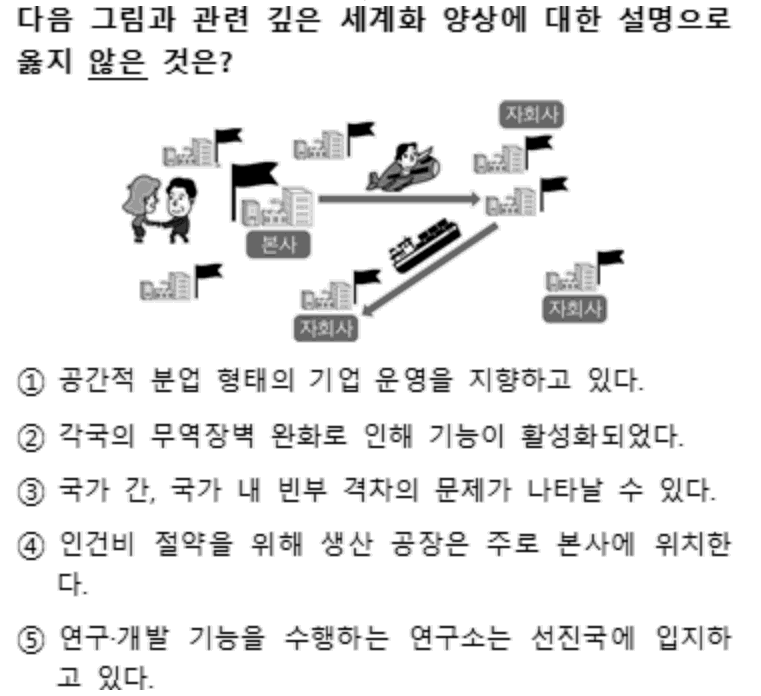 다음 그림과 관련 깊은 세계화 양상에 대한 설명으로
옳지 않은 것은?
자회사
본사
자회사
자회사
① 공간적 분업 형태의 기업 운영을 지향하고 있다.
② 각국의 무역장벽 완화로 인해 기능이 활성화되었다.
③ 국가 간, 국가 내 빈부 격차의 문제가 나타날 수 있다.
④ 인건비 절약을 위해 생산 공장은 주로 본사에 위치한
다.
⑤ 연구·개발 기능을 수행하는 연구소는 선진국에 입지하
고 있다.